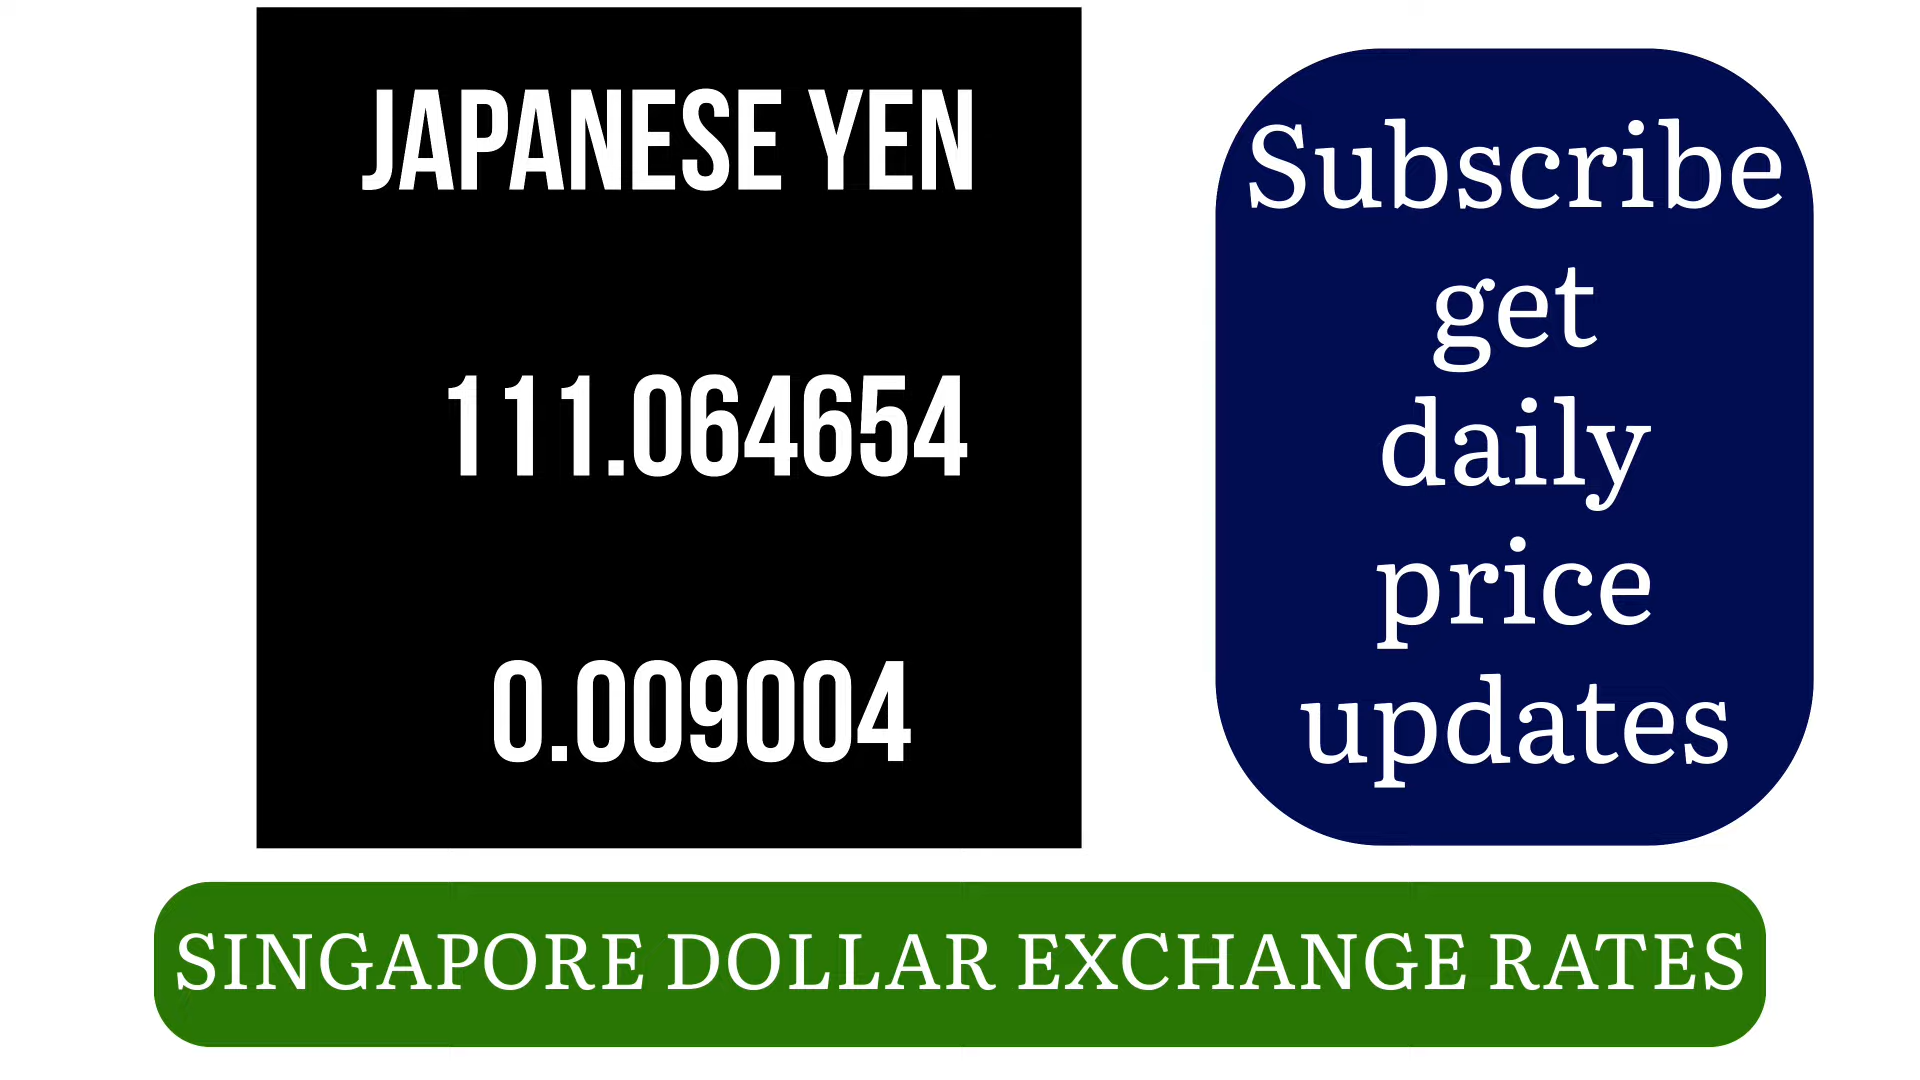 JAPANESE YEN
111.064654
0.009004
Subscribe
get
daily
price
updates
SINGAPORE DOLLAR EXCHANGE RATES